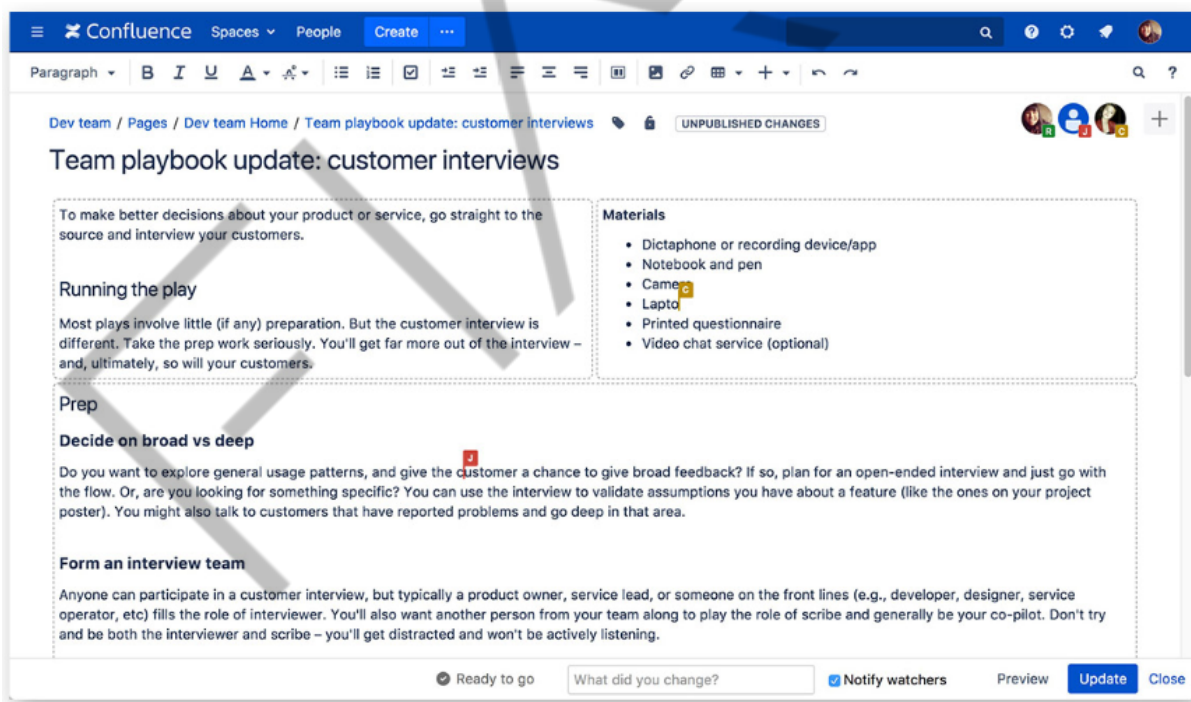 Confluence Spaces People Create ...
Paragraph B I U A ?
Dev team / Pages / Dev team Home / Team playbook update: customer interviews UNPUBLISHED CHANGES
R J C
Team playbook update: customer interviews
To make better decisions about your product or service, go straight to the
source and interview your customers.
Running the play
Most plays involve little (if any) preparation. But the customer interview is
different. Take the prep work seriously. You'll get far more out of the interview –
and, ultimately, so will your customers.
Materials
• Dictaphone or recording device/app
• Notebook and pen
• Camera
C
• Lapto
• Printed questionnaire
• Video chat service (optional)
Prep
Decide on broad vs deep
J
Do you want to explore general usage patterns, and give the customer a chance to give broad feedback? If so, plan for an open-ended interview and just go with
the flow. Or, are you looking for something specific? You can use the interview to validate assumptions you have about a feature (like the ones on your project
poster). You might also talk to customers that have reported problems and go deep in that area.
Form an interview team
Anyone can participate in a customer interview, but typically a product owner, service lead, or someone on the front lines (e.g., developer, designer, service
operator, etc) fills the role of interviewer. You'll also want another person from your team along to play the role of scribe and generally be your co-pilot. Don't try
and be both the interviewer and scribe – you'll get distracted and won't be actively listening.
Ready to go What did you change? Notify watchers Preview Update Close